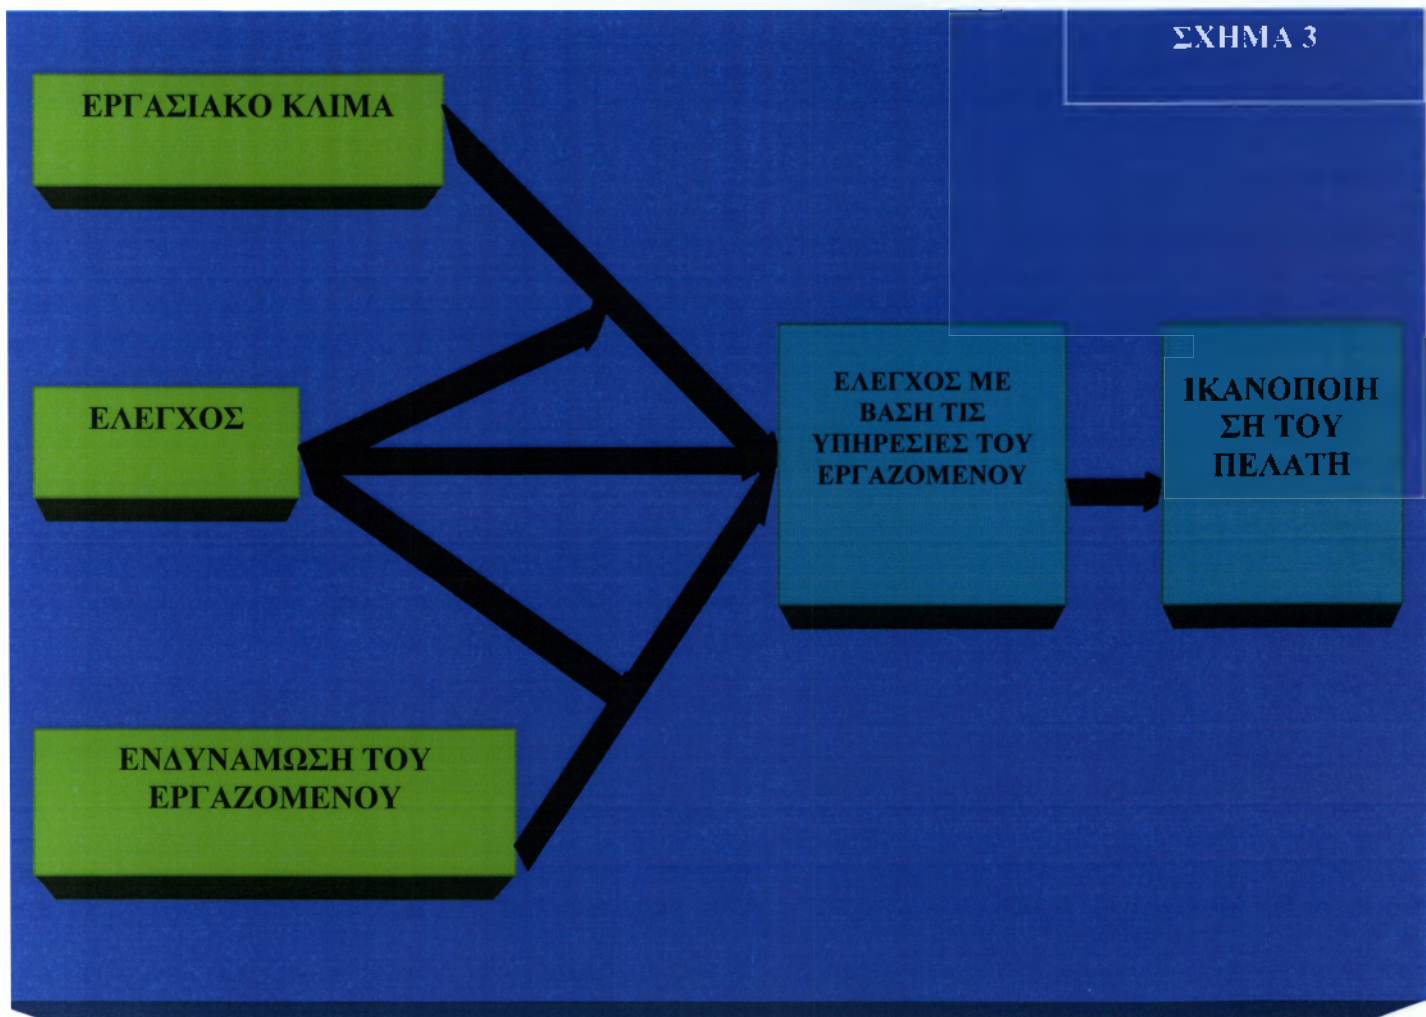 ΣΧΗΜΑ 3
ΕΡΓΑΣΙΑΚΟ ΚΛΙΜΑ
ΕΛΕΓΧΟΣ
ΕΝΔΥΝΑΜΩΣΗ ΤΟΥ
ΕΡΓΑΖΟΜΕΝΟΥ
ΕΛΕΓΧΟΣ ΜΕ
ΒΑΣΗ ΤΙΣ
ΥΠΗΡΕΣΙΕΣ ΤΟΥ
ΕΡΓΑΖΟΜΕΝΟΥ
ΙΚΑΝΟΠΟΙΗ
ΣΗ ΤΟΥ
ΠΕΛΑΤΗ